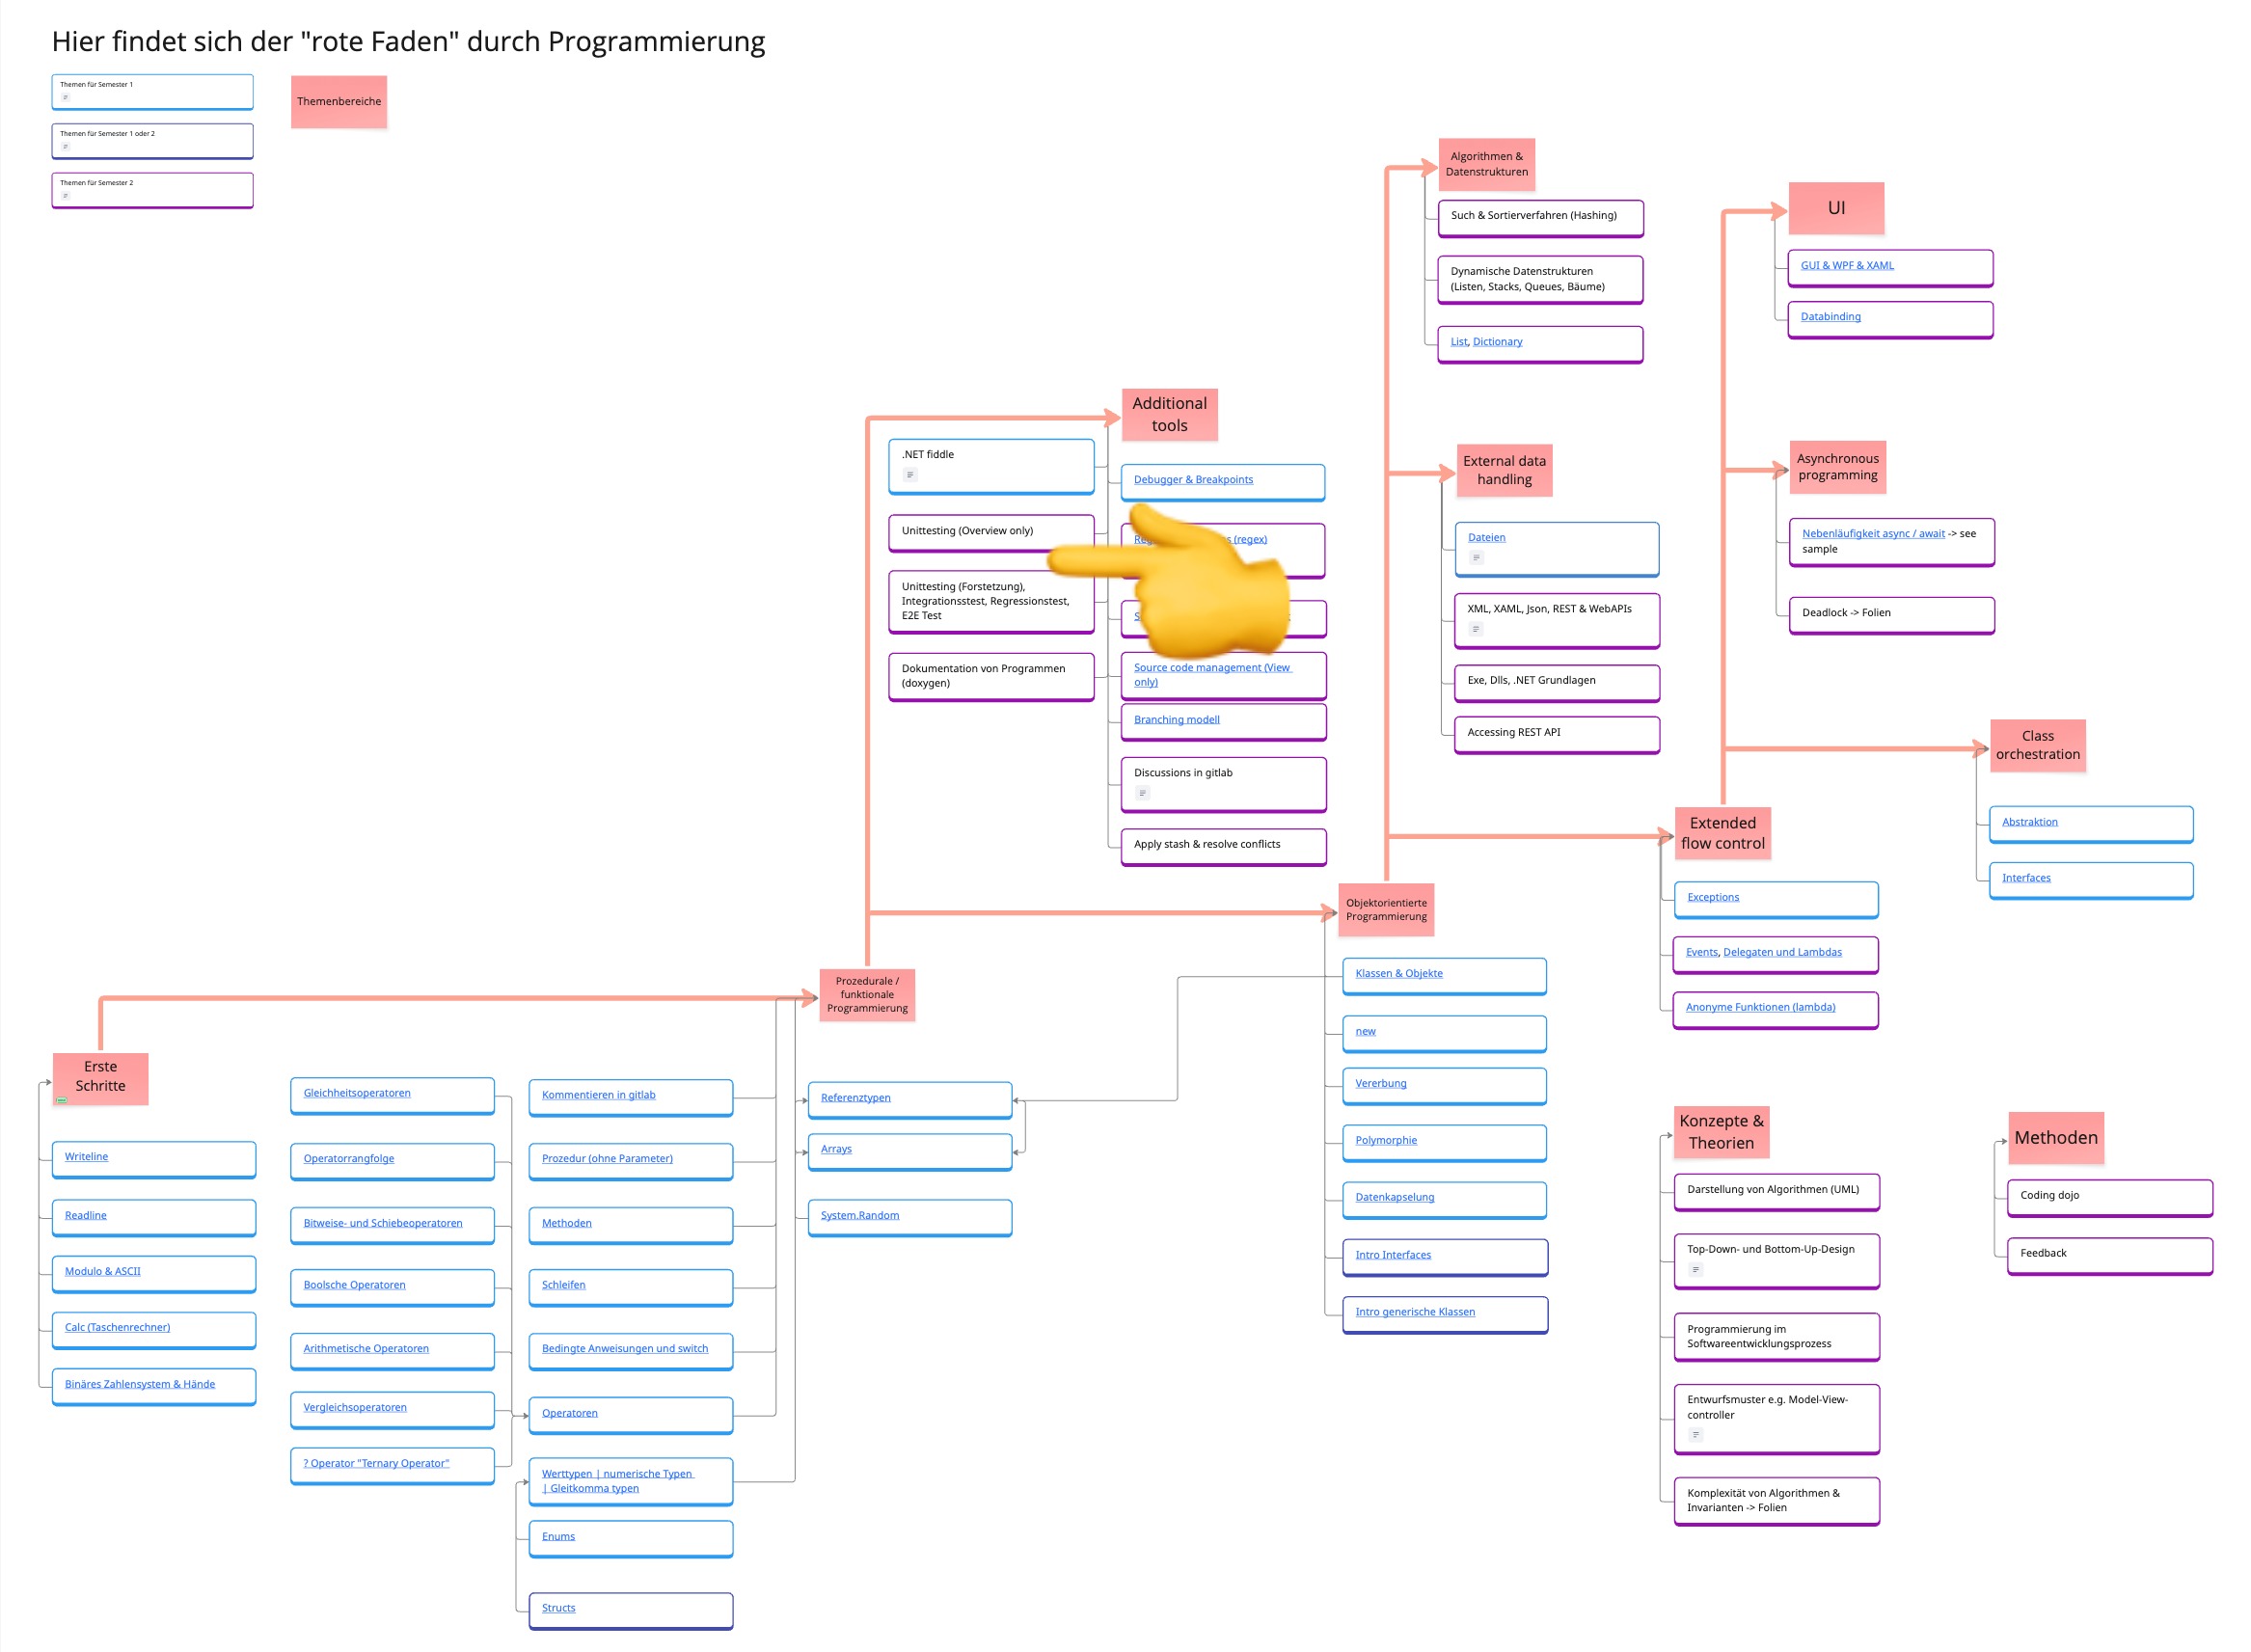 Hier findet sich der "rote Faden" durch Programmierung
Themen für Semester 1
Themen für Semester 1 oder 2
Themen für Semester 2
Themenbereiche
Algorithmen &
Datenstrukturen
Such & Sortierverfahren (Hashing)
Dynamische Datenstrukturen
(Listen, Stacks, Queues, Bäume)
List, Dictionary
UI
GUI & WPF & XAML
Databinding
Additional
tools
.NET fiddle
Unittesting (Overview only)
Unittesting (Forstetzung),
Integrationsstest, Regressionstest,
E2E Test
Dokumentation von Programmen
(doxygen)
Debugger & Breakpoints
(regex)
Source code management (View
only)
Branching modell
Discussions in gitlab
Apply stash & resolve conflicts
External data
handling
Dateien
XML, XAML, Json, REST & WebAPIs
Exe, Dlls, .NET Grundlagen
Accessing REST API
Asynchronous
programming
Nebenläufigkeit async / await -> see
sample
Deadlock -> Folien
Class
orchestration
Abstraktion
Interfaces
Extended
flow control
Exceptions
Events, Delegaten und Lambdas
Anonyme Funktionen (lambda)
Objektorientierte
Programmierung
Klassen & Objekte
new
Vererbung
Polymorphie
Datenkapselung
Intro Interfaces
Intro generische Klassen
Prozedurale /
funktionale
Programmierung
Erste
Schritte
Writeline
Readline
Modulo & ASCII
Calc (Taschenrechner)
Binäres Zahlensystem & Hände
Gleichheitsoperatoren
Operatorrangfolge
Bitweise- und Schiebeoperatoren
Boolsche Operatoren
Arithmetische Operatoren
Vergleichsoperatoren
? Operator "Ternary Operator"
Kommentieren in gitlab
Prozedur (ohne Parameter)
Methoden
Schleifen
Bedingte Anweisungen und switch
Operatoren
Werttypen | numerische Typen
| Gleitkomma typen
Enums
Structs
Referenztypen
Arrays
System.Random
Konzepte &
Theorien
Darstellung von Algorithmen (UML)
Top-Down- und Bottom-Up-Design
Programmierung im
Softwareentwicklungsprozess
Entwurfsmuster e.g. Model-View-
controller
Komplexität von Algorithmen &
Invarianten -> Folien
Methoden
Coding dojo
Feedback